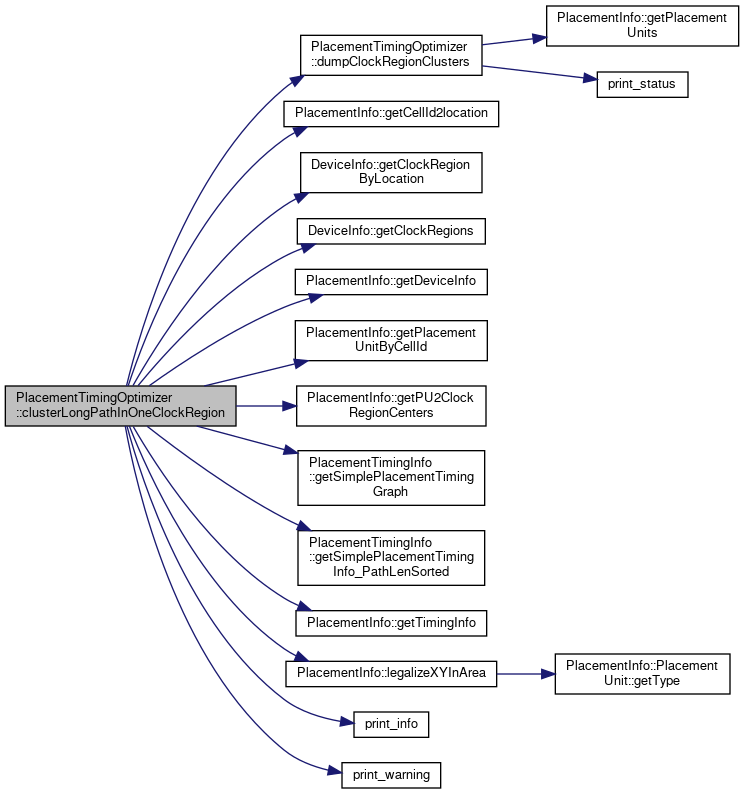 PlacementInfo::getPlacement
Units
PlacementTimingOptimizer
::dumpClockRegionClusters
print_status
PlacementInfo::getCellId2location
DeviceInfo::getClockRegion
ByLocation
DeviceInfo::getClockRegions
PlacementInfo::getDeviceInfo
PlacementInfo::getPlacement
UnitByCellId
PlacementTimingOptimizer
::clusterLongPathInOneClockRegion
PlacementInfo::getPU2Clock
RegionCenters
PlacementTimingInfo
::getSimplePlacementTiming
Graph
PlacementTimingInfo
::getSimplePlacementTiming
Info_PathLenSorted
PlacementInfo::getTimingInfo
PlacementInfo::legalizeXYInArea
PlacementInfo::Placement
Unit::getType
print_info
print_warning